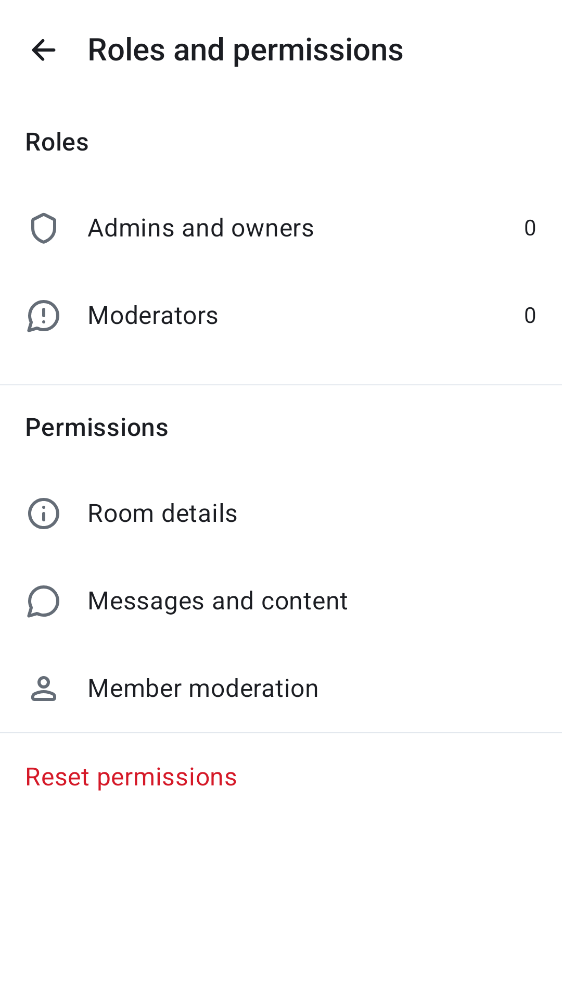 Roles and permissions
Roles
Admins and owners 0
Moderators 0
Permissions
Room details
Messages and content
Member moderation
Reset permissions